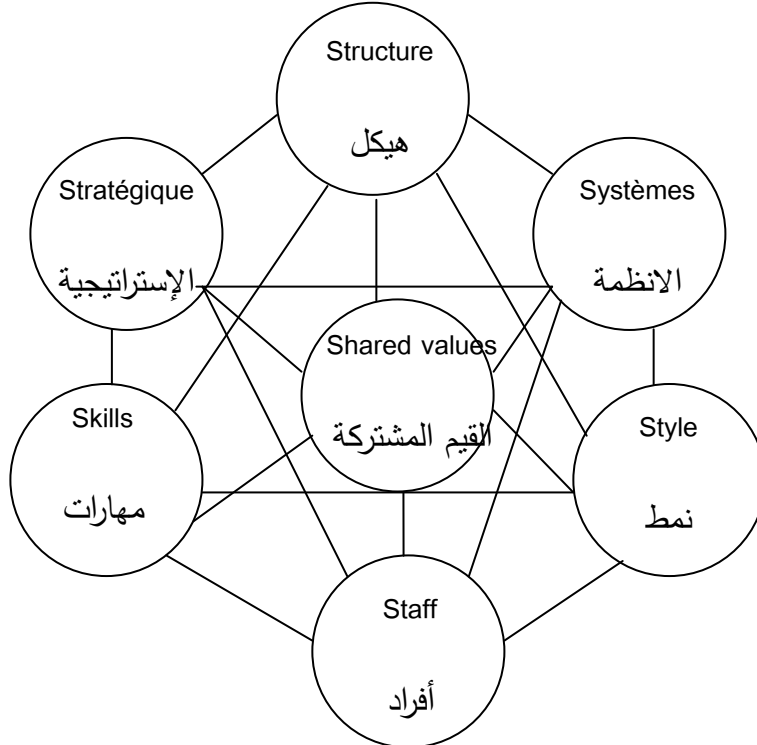 Structure
هيكل
Stratégique
الإستراتيجية
Systèmes
الانظمة
Shared values
القيم المشتركة
Skills
مهارات
Style
نمط
Staff
أفراد